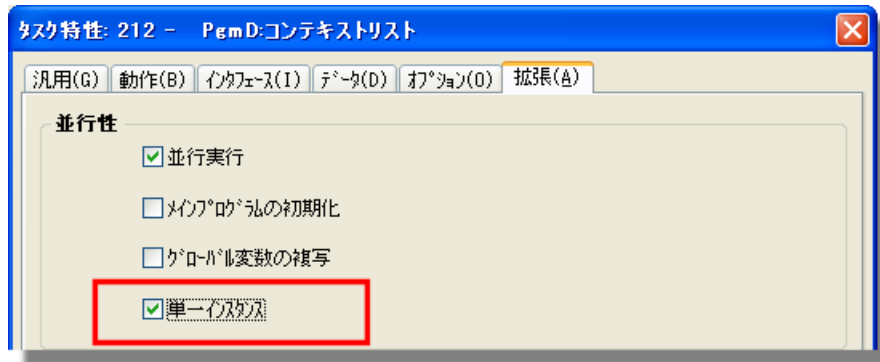 ﾀｽｸ特性: 212 - PgmD:コンテキストリスト
汎用(G) 動作(B) ｲﾝﾀﾌｪｰｽ(I) ﾃﾞｰﾀ(D) ｵﾌﾟｼｮﾝ(O) 拡張(A)
並行性
並行実行
ﾒｲﾝﾌﾟﾛｸﾞﾗﾑの初期化
ｸﾞﾛｰﾊﾞﾙ変数の複写
単一ｲﾝｽﾀﾝｽ